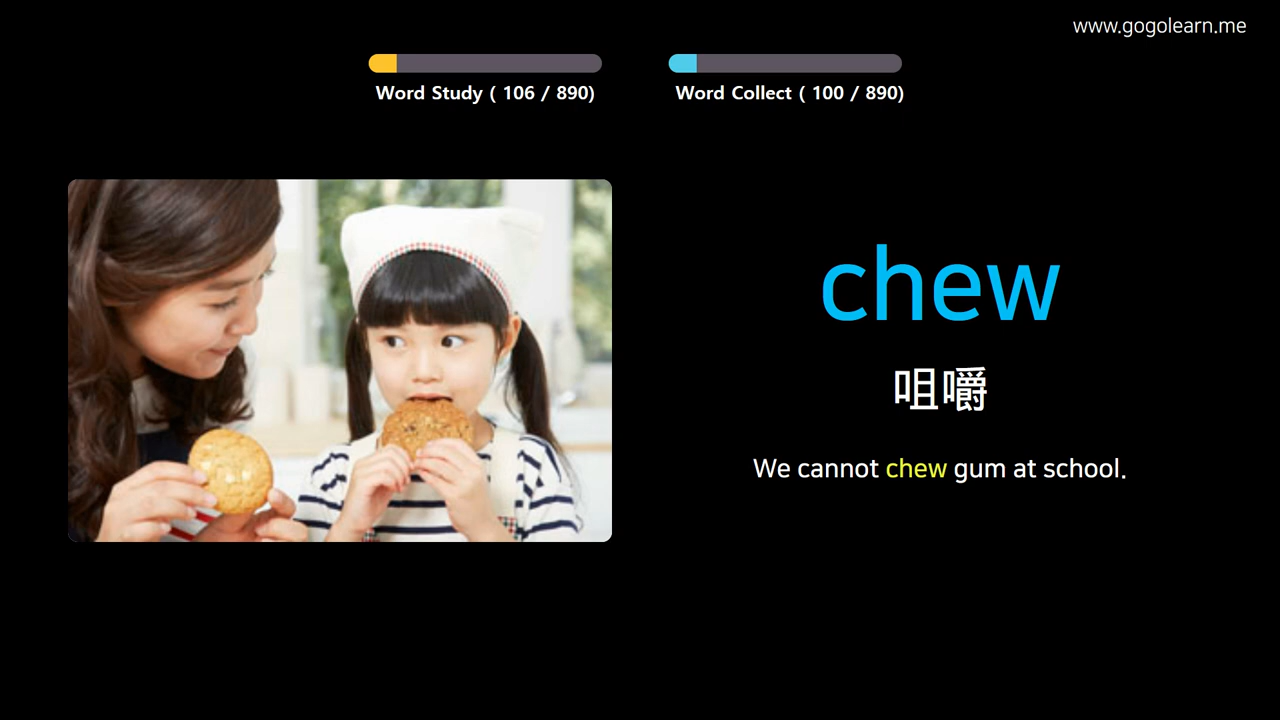 www.gogolearn.me
Word Study ( 106 / 890)
Word Collect ( 100 / 890)
chew
咀嚼
We cannot chew gum at school.